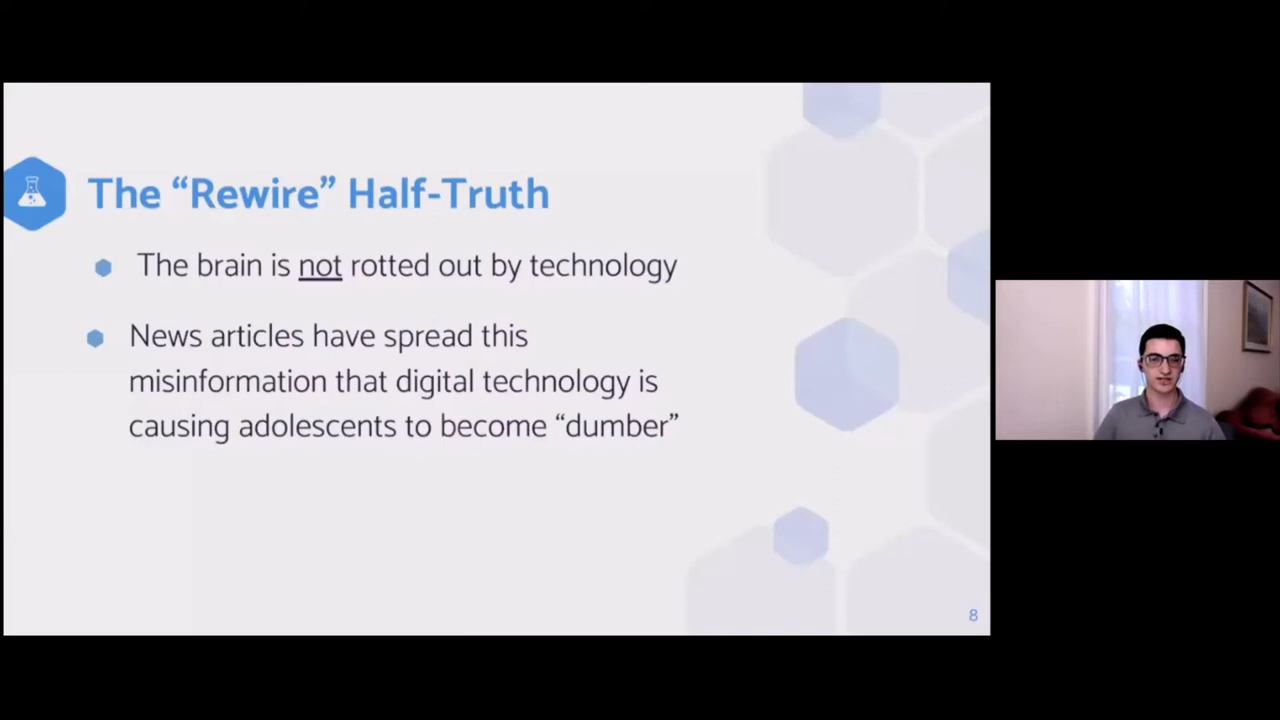 The “Rewire” Half-Truth
The brain is not rotted out by technology
News articles have spread this
misinformation that digital technology is
causing adolescents to become “dumber”
8